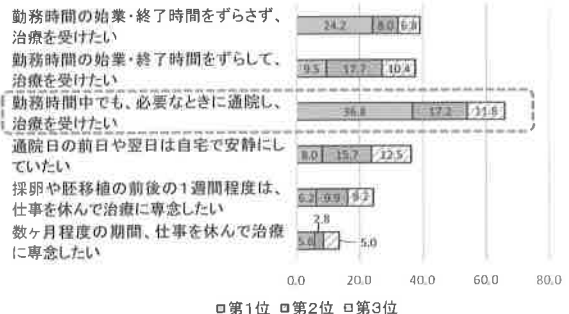 勤務時間の始業・終了時間をずらさず、
治療を受けたい
24.2 8.0 6.8
勤務時間の始業・終了時間をずらして、
治療を受けたい
9.5 17.7 10.4
勤務時間中でも、必要なときに通院し、
治療を受けたい
36.8 17.2 11.8
通院日の前日や翌日は自宅で安静にし
ていたい
8.0 15.7 12.5
採卵や胚移植の前後の1週間程度は、
仕事を休んで治療に専念したい
6.2 9.9 8.2
数ヶ月程度の期間、仕事を休んで治療
に専念したい
2.8
5.8 5.0
0.0 20.0 40.0 60.0 80.0
第1位 第2位 第3位